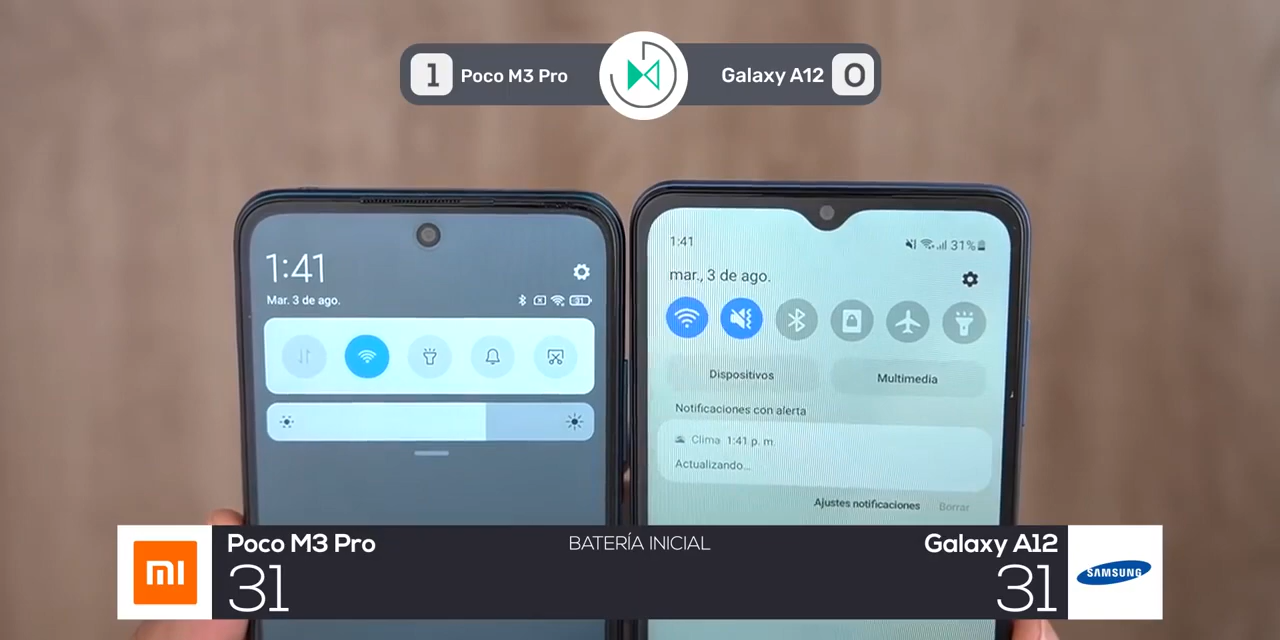 1 Poco M3 Pro Galaxy A12 0
1:41
Mar. 3 de ago.
31
1:41
31%
mar., 3 de ago.
Dispositivos Multimedia
Notificaciones con alerta
Clima 1:41 p. m.
Actualizando...
Ajustes notificaciones Borrar
Poco M3 Pro BATERÍA INICIAL Galaxy A12
mi 31 31 SAMSUNG